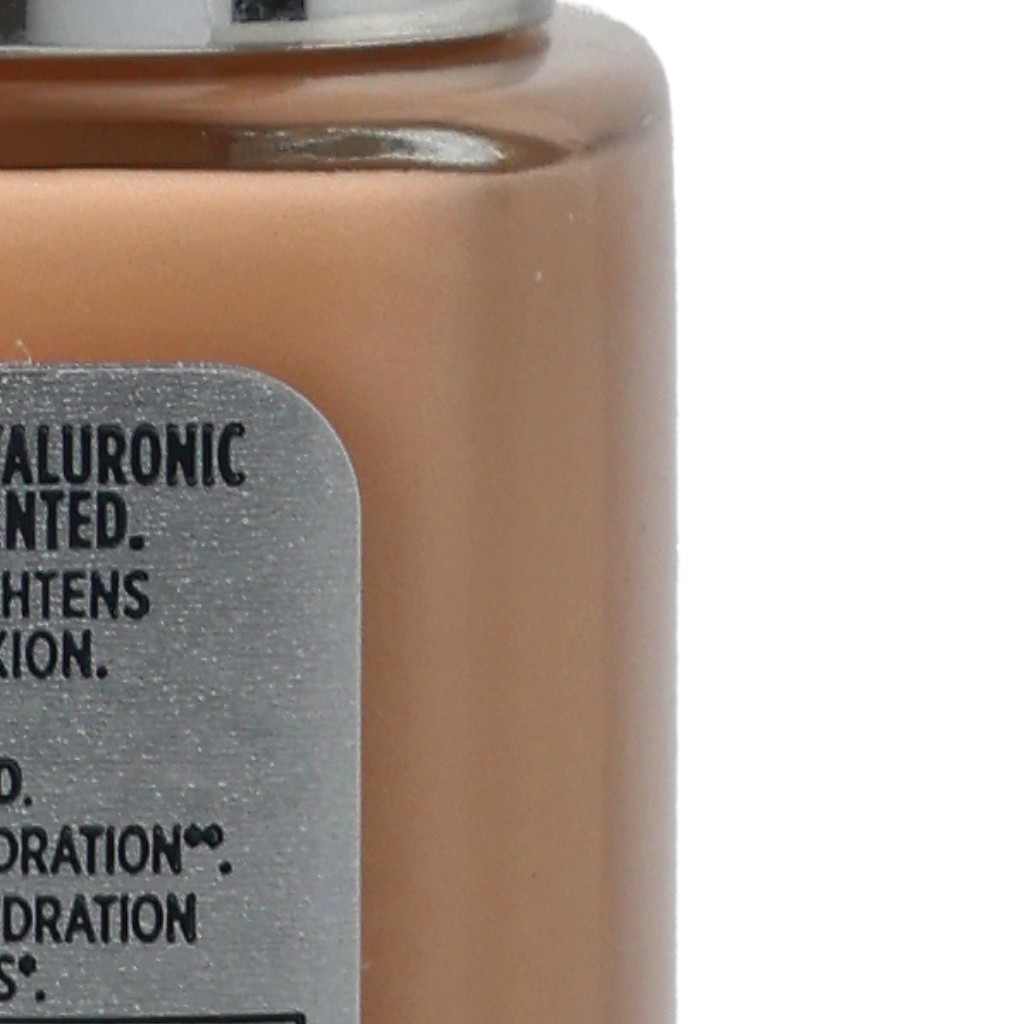 YALURONIC
NTED.
HTENS
XION.
D.
DRATION**.
DRATION
S*.